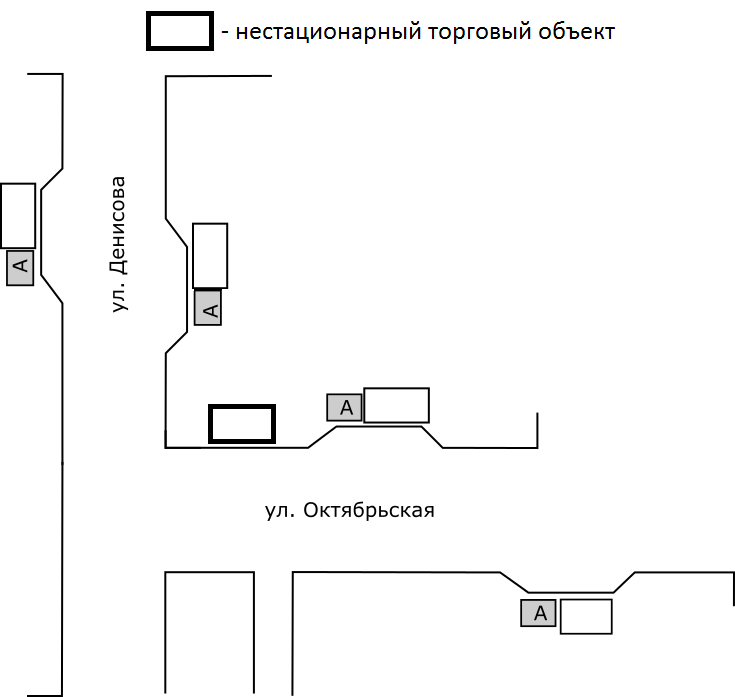 - нестационарный торговый объект
ул. Денисова
А
А
А
ул. Октябрьская
А